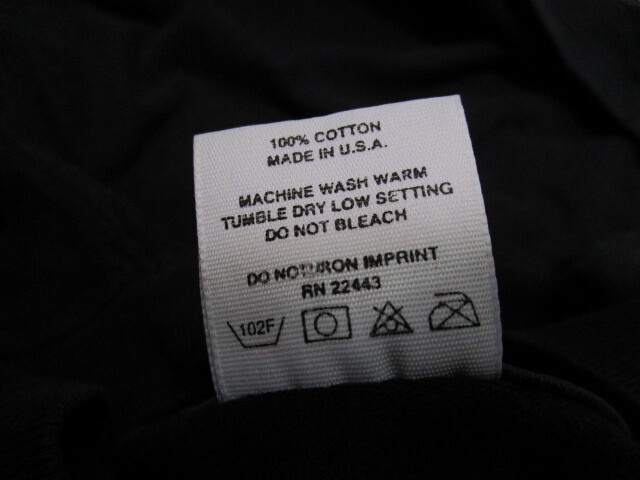 100% COTTON
MADE IN U.S.A.
MACHINE WASH WARM
TUMBLE DRY LOW SETTING
DO NOT BLEACH
DO NOT IRON IMPRINT
RN 22443
102F